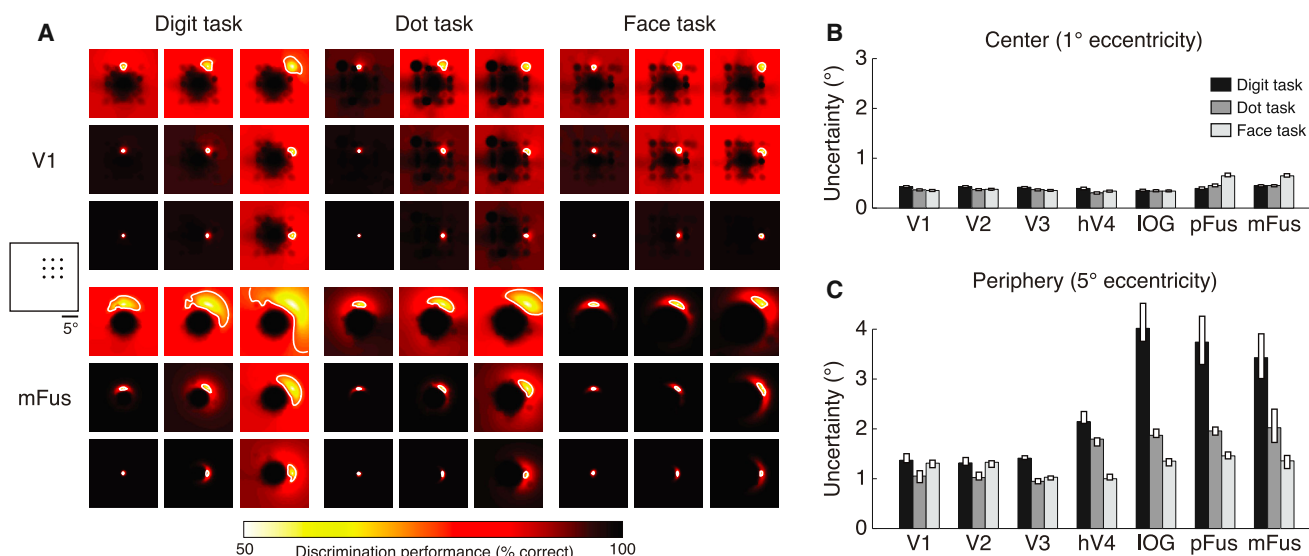 A
Digit task
Dot task
Face task
V1
5°
mFus
50
Discrimination performance (% correct)
100
B
Center (1° eccentricity)
Uncertainty (°)
3
2
1
0
Digit task
Dot task
Face task
V1 V2 V3 hV4 IOG pFus mFus
C
Periphery (5° eccentricity)
Uncertainty (°)
4
3
2
1
0
V1 V2 V3 hV4 IOG pFus mFus